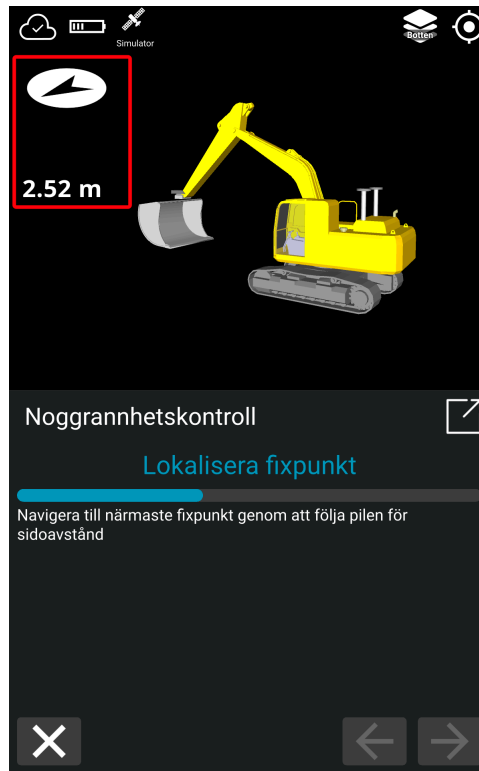 Simulator
Botten
2.52 m
Noggrannhetskontroll
Lokalisera fixpunkt
Navigera till närmaste fixpunkt genom att följa pilen för
sidoavstånd